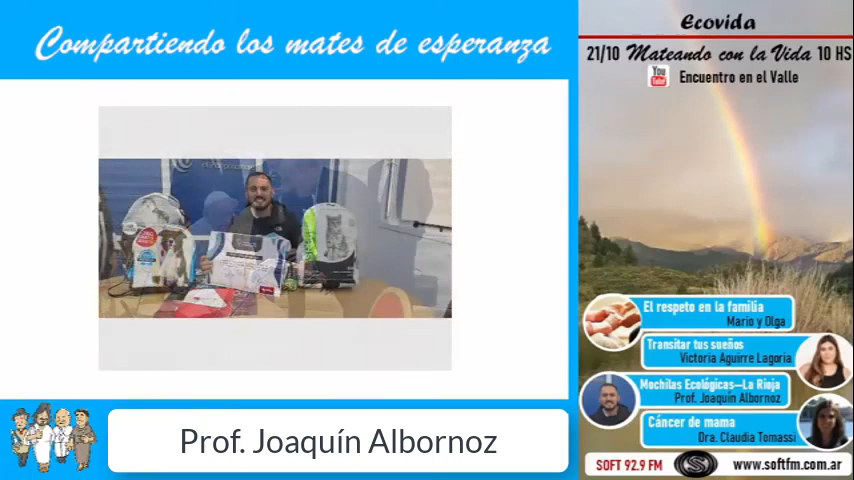 Compartiendo los mates de esperanza
Prof. Joaquín Albornoz
Ecovida
21/10 Mateando con la Vida 10 HS
You
Tube
Encuentro en el Valle
El respeto en la familia
Mario y Olga
Transitar tus sueños
Victoria Aguirre Lagoria
Mochilas Ecológicas—La Rioja
Prof. Joaquín Albornoz
Cáncer de mama
Dra. Claudia Tomassi
SOFT 92.9 FM
www.softfm.com.ar